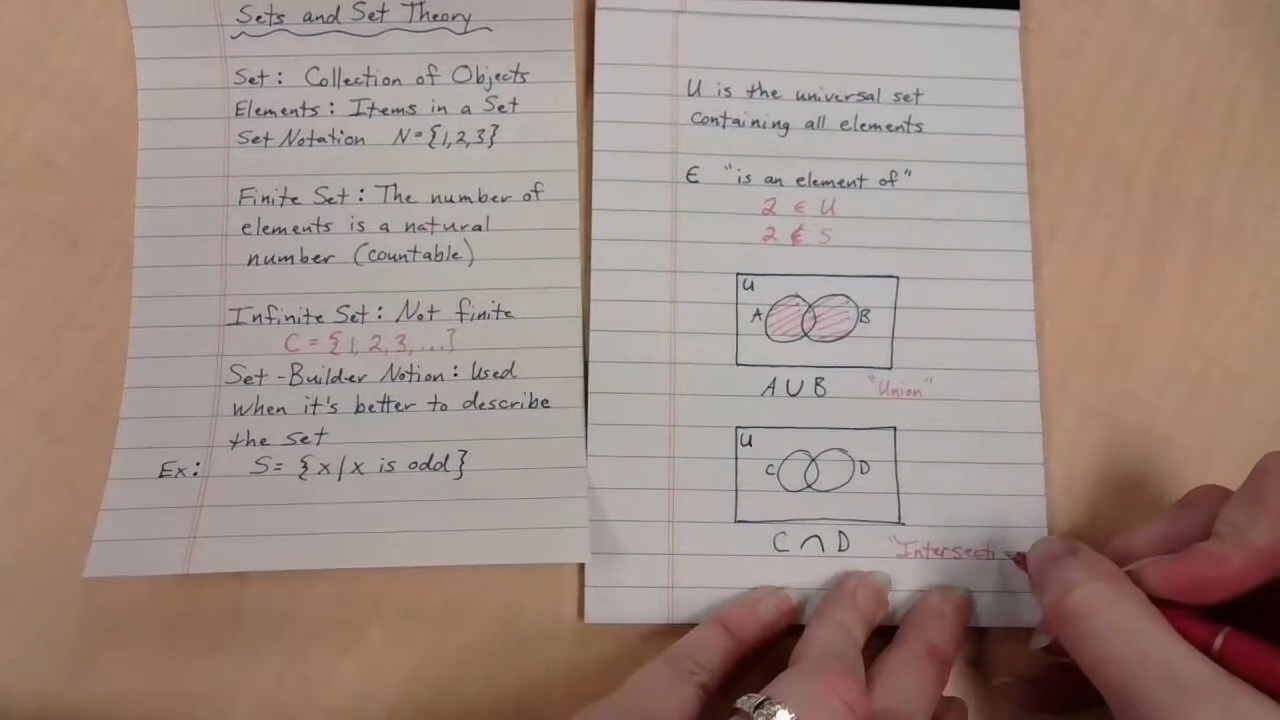 Sets and Set Theory
Set: Collection of Objects
Elements: Items in a Set
Set Notation N={1,2,3}
Finite Set: The number of
elements is a natural
number (countable)
Infinite Set: Not finite
C = {1, 2, 3, ...}
Set-Builder Notion: Used
when it's better to describe
the set
Ex: S= {x/x is odd}
U is the universal set
containing all elements
∈ "is an element of"
2 ∈ U
2 ∉ S
U
A B
A ∪ B "Union"
U
C D
C ∩ D "Intersecti